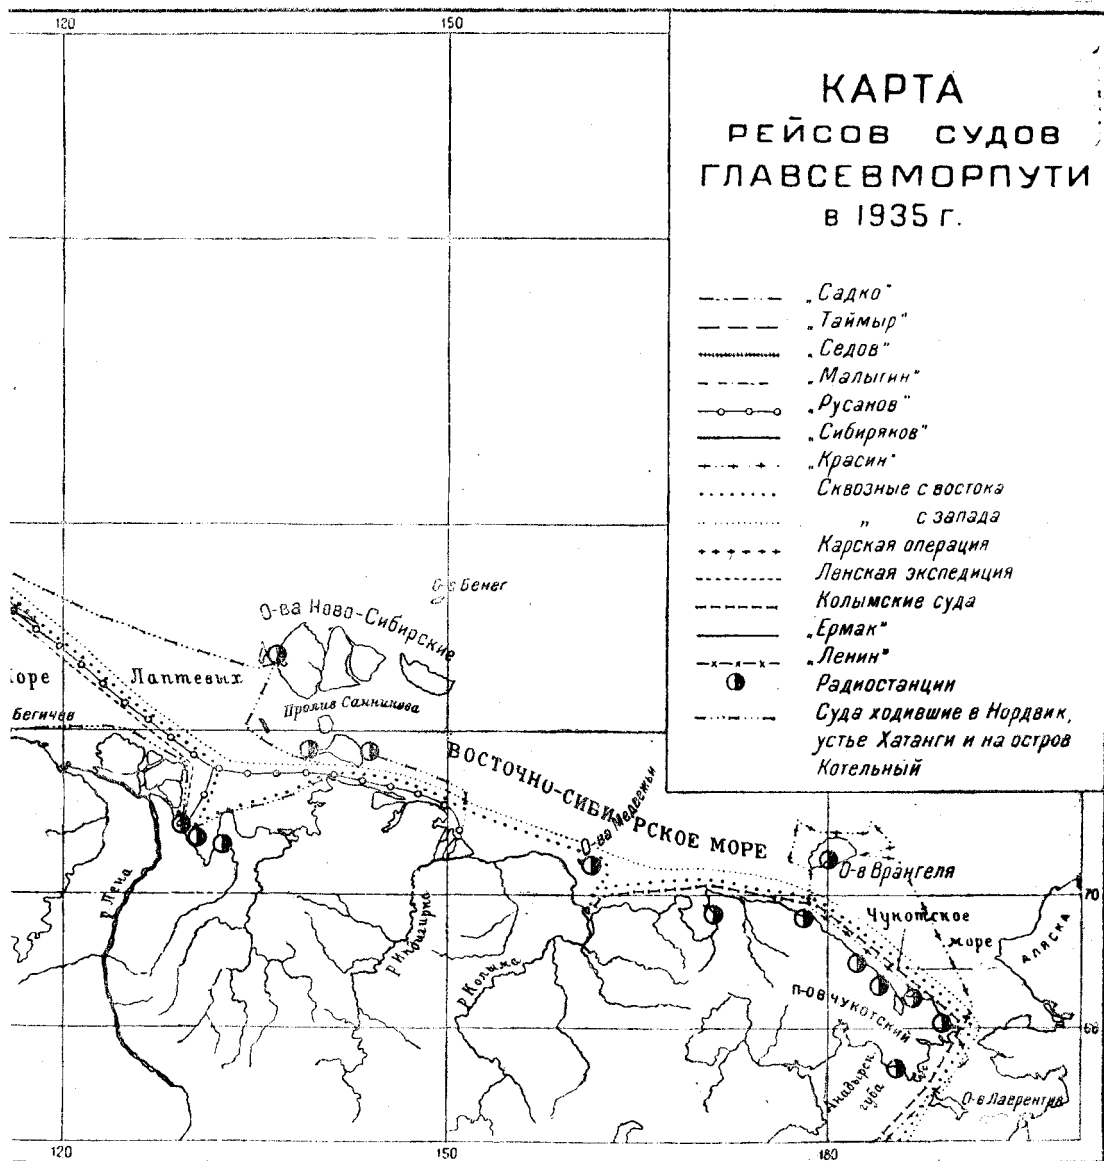 120
150
КАРТА
РЕЙСОВ СУДОВ
ГЛАВСЕВМОРПУТИ
в 1935 г.
„Садко"
„Таймыр"
„Седов"
„Малыгин"
„Русанов"
„Сибиряков"
„Красин"
Сквозные с востока
„ с запада
Карская операция
Ленская экспедиция
Колымские суда
„Ермак"
„Ленин"
Радиостанции
Суда ходившие в Нордвик,
устье Хатанги и на остров
Котельный
О-в Бенег
О-ва Ново-Сибирские
оре Лаптевых
Бегичев
Пролив Санникова
ВОСТОЧНО-СИБИРСКОЕ МОРЕ
О-ва Медвежьи
О-в Врангеля
70
р Лена
р Индигирка
р Колыма
Чукотское
море
АЛЯСКА
П-ОВ ЧУКОТСКИЙ
66
Анадырск
губа
О-в Лаврентия
120
150
180